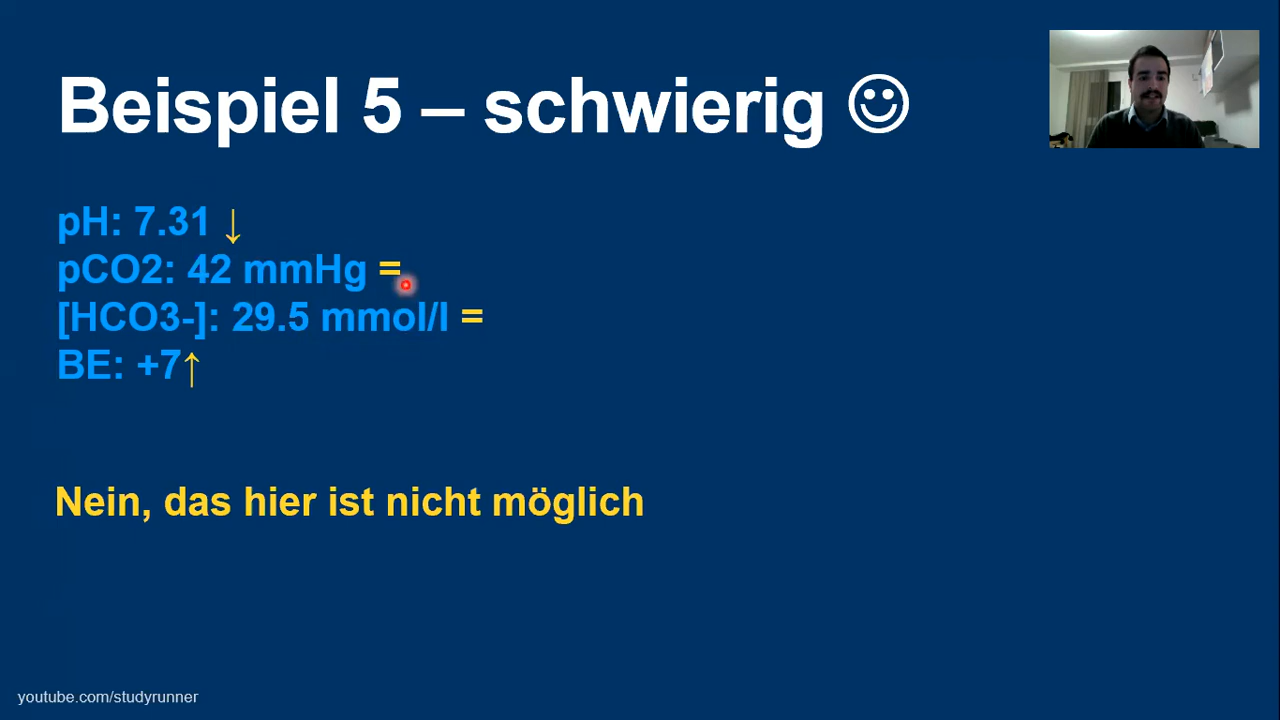 Beispiel 5 – schwierig ☺
pH: 7.31 ↓
pCO2: 42 mmHg =
[HCO3-]: 29.5 mmol/l =
BE: +7↑
Nein, das hier ist nicht möglich
youtube.com/studyrunner